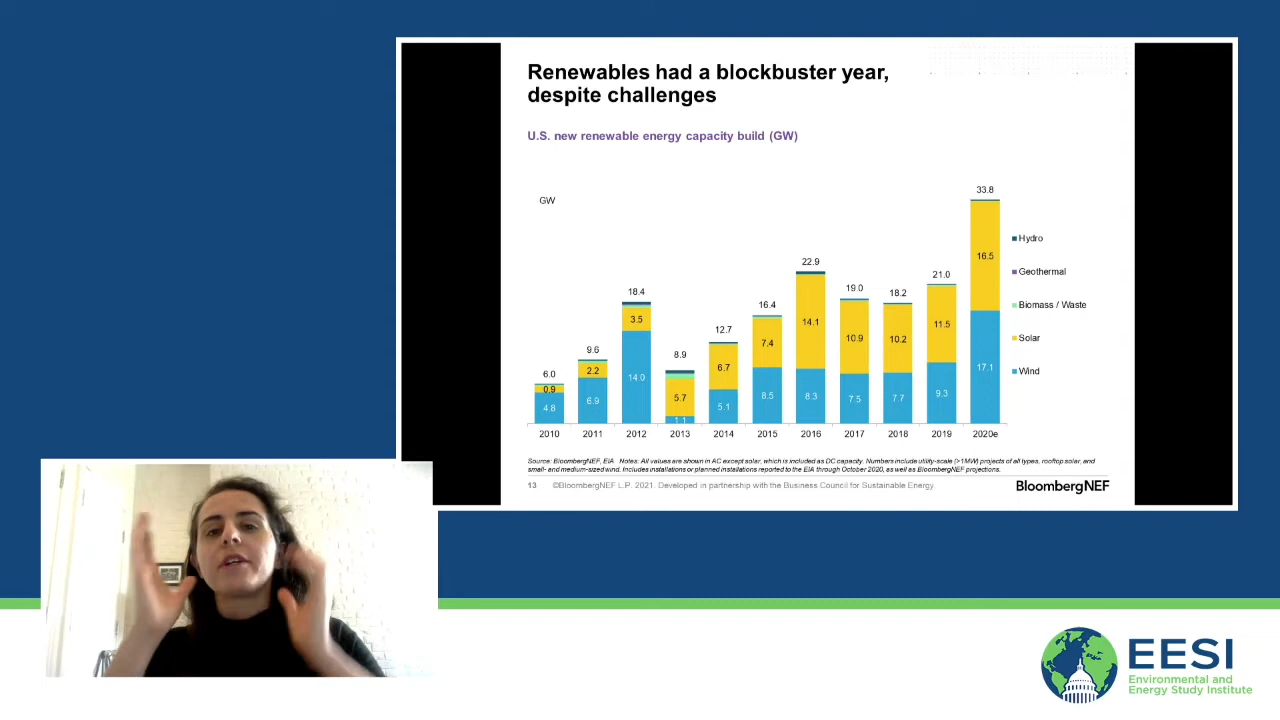 Renewables had a blockbuster year,
despite challenges
U.S. new renewable energy capacity build (GW)
GW
6.0
0.9
4.8
9.6
2.2
6.9
18.4
3.5
14.0
8.9
5.7
1.1
12.7
6.7
5.1
16.4
7.4
8.5
22.9
14.1
8.3
19.0
10.9
7.5
18.2
10.2
7.7
21.0
11.5
9.3
33.8
16.5
17.1
2010 2011 2012 2013 2014 2015 2016 2017 2018 2019 2020e
Hydro
Geothermal
Biomass / Waste
Solar
Wind
Source: BloombergNEF, EIA Notes: All values are shown in AC except solar, which is included as DC capacity. Numbers include utility-scale (>1MW) projects of all types, rooftop solar, and
small- and medium-sized wind. Includes installations or planned installations reported to the EIA through October 2020, as well as BloombergNEF projections.
13 ©BloombergNEF L.P. 2021. Developed in partnership with the Business Council for Sustainable Energy
BloombergNEF
EESI
Environmental and
Energy Study Institute